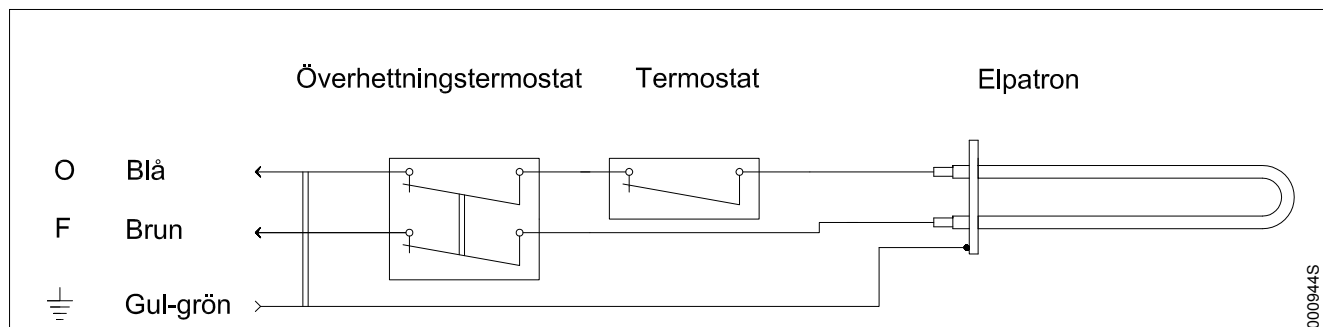 Överhettningstermostat Termostat Elpatron
O Blå
F Brun
Gul-grön
000944S